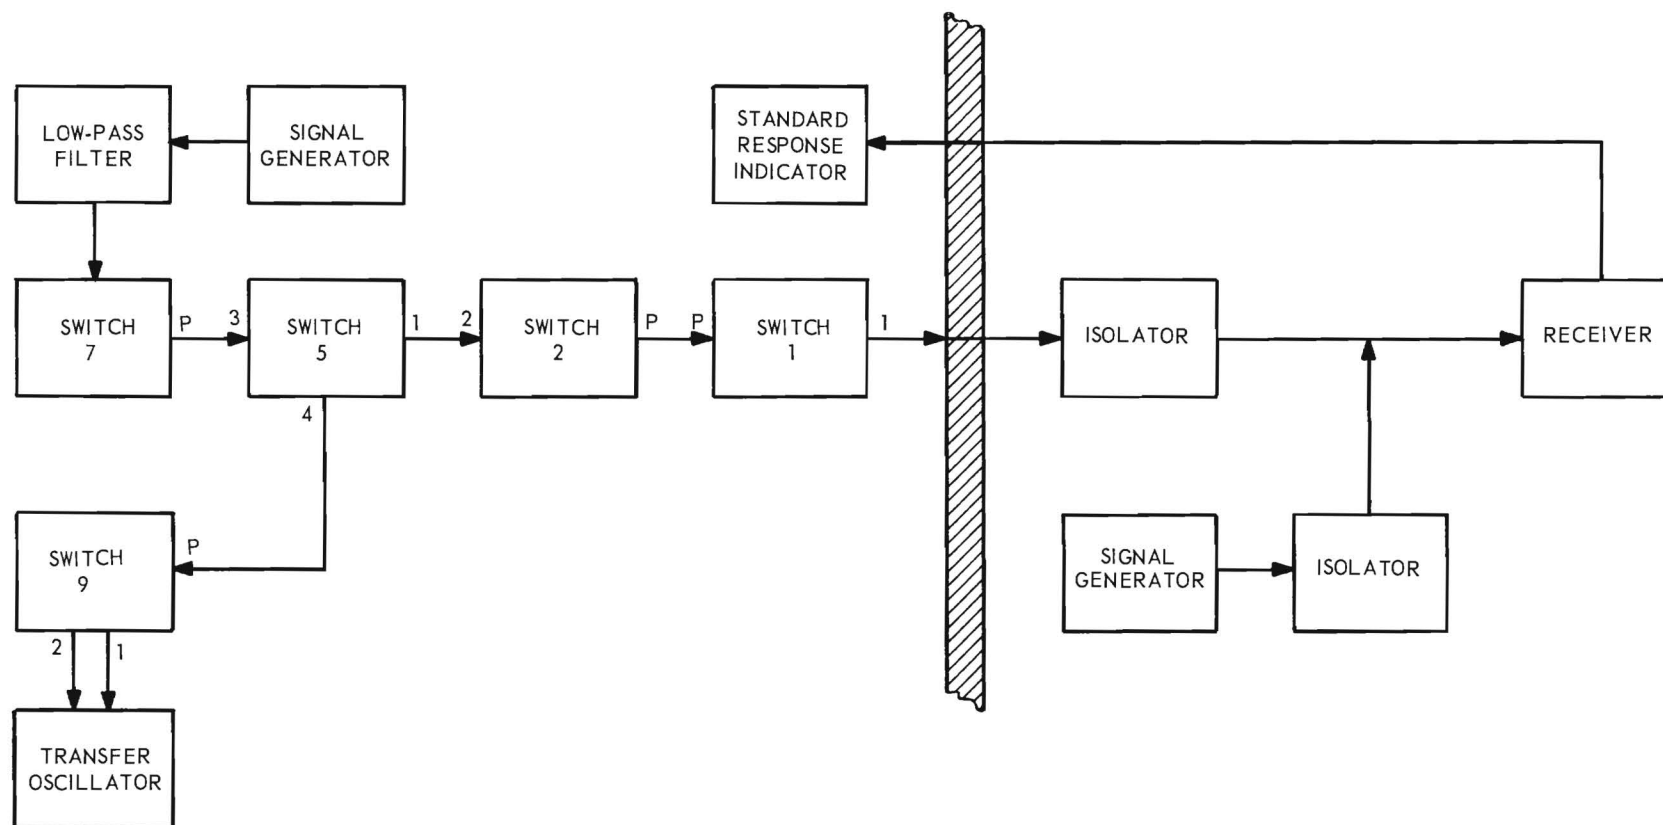 LOW-PASS
FILTER
SIGNAL
GENERATOR
STANDARD
RESPONSE
INDICATOR
SWITCH
7
P
3
SWITCH
5
1
2
SWITCH
2
P
P
SWITCH
1
1
ISOLATOR
RECEIVER
4
SWITCH
9
P
2
1
SIGNAL
GENERATOR
ISOLATOR
TRANSFER
OSCILLATOR